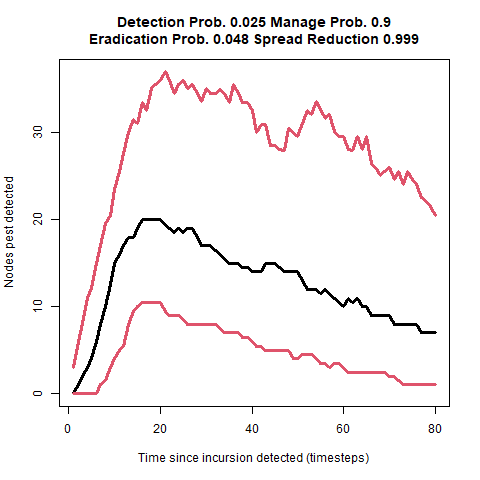 Detection Prob. 0.025 Manage Prob. 0.9
Eradication Prob. 0.048 Spread Reduction 0.999
Nodes pest detected
30
20
10
0
0 20 40 60 80
Time since incursion detected (timesteps)